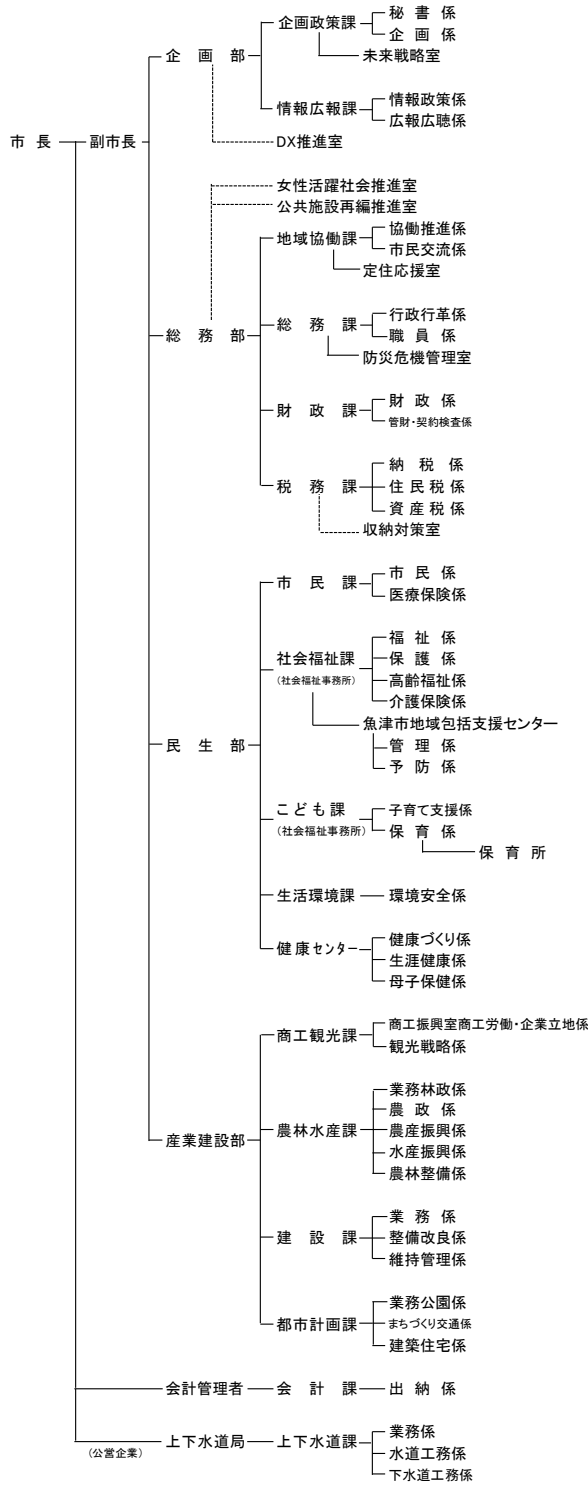 秘書係
企画政策課
企画係
企画部
未来戦略室
情報政策係
情報広報課
広報広聴係
市長
副市長
DX推進室
女性活躍社会推進室
公共施設再編推進室
協働推進係
地域協働課
市民交流係
定住応援室
行政行革係
総務部
総務課
職員係
防災危機管理室
財政係
財政課
管財・契約検査係
納税係
税務課
住民税係
資産税係
収納対策室
市民係
市民課
医療保険係
福祉係
社会福祉課
保護係
(社会福祉事務所)
高齢福祉係
介護保険係
魚津市地域包括支援センター
民生部
管理係
予防係
こども課
子育て支援係
(社会福祉事務所)
保育係
保育所
生活環境課
環境安全係
健康センター
健康づくり係
生涯健康係
母子保健係
商工振興室商工労働・企業立地係
商工観光課
観光戦略係
業務林政係
農政係
産業建設部
農林水産課
農産振興係
水産振興係
農林整備係
業務係
建設課
整備改良係
維持管理係
業務公園係
都市計画課
まちづくり交通係
建築住宅係
会計管理者
会計課
出納係
業務係
(公営企業)
上下水道局
上下水道課
水道工務係
下水道工務係